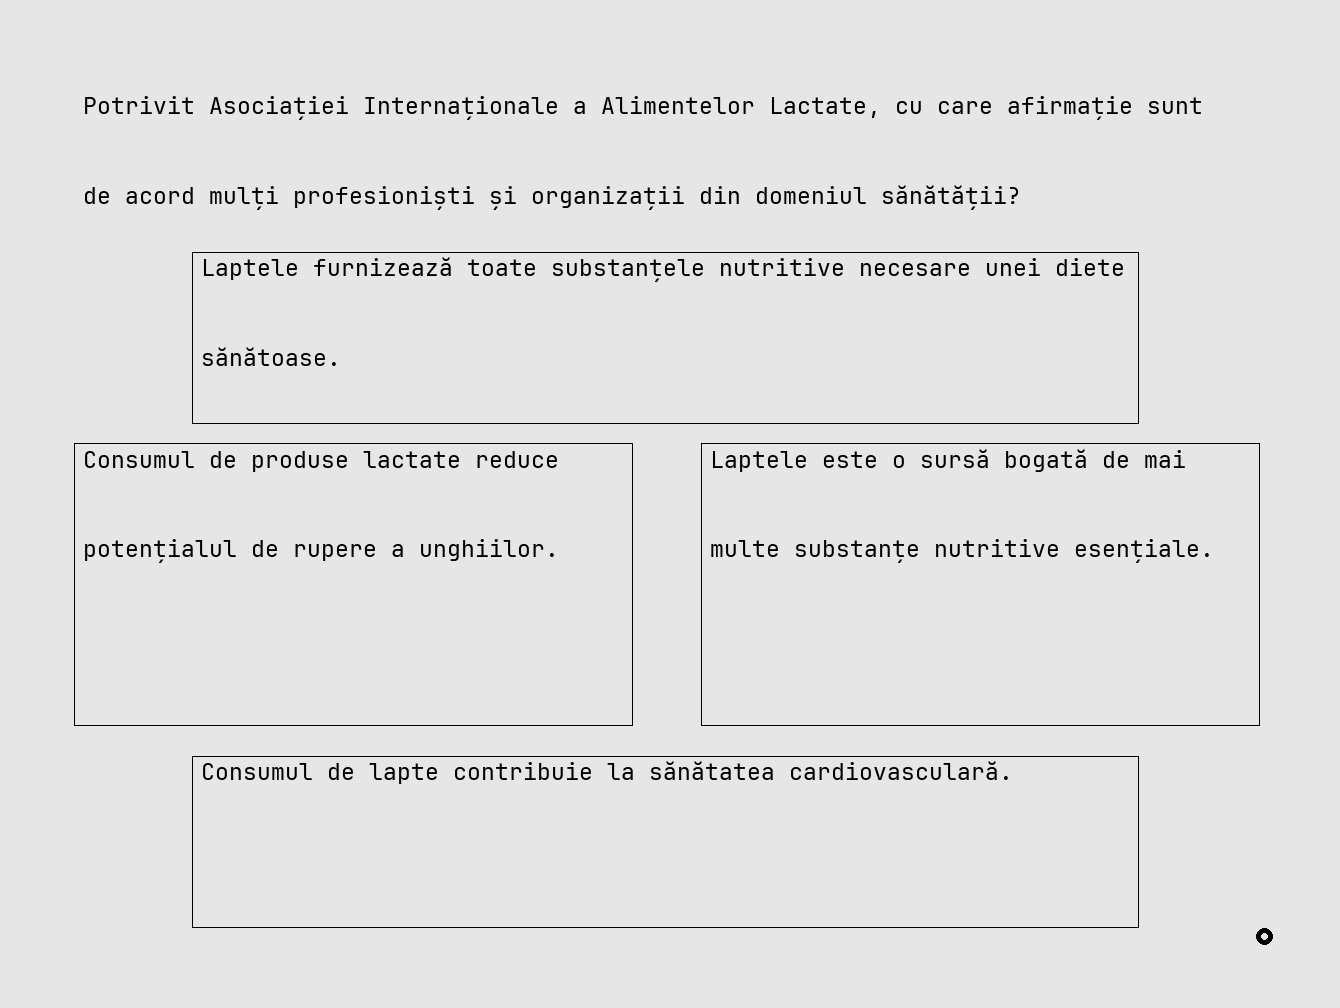 Potrivit Asociației Internaționale a Alimentelor Lactate, cu care afirmație sunt
de acord mulți profesioniști și organizații din domeniul sănătății?
Laptele furnizează toate substanțele nutritive necesare unei diete
sănătoase.
Consumul de produse lactate reduce
potențialul de rupere a unghiilor.
Laptele este o sursă bogată de mai
multe substanțe nutritive esențiale.
Consumul de lapte contribuie la sănătatea cardiovasculară.